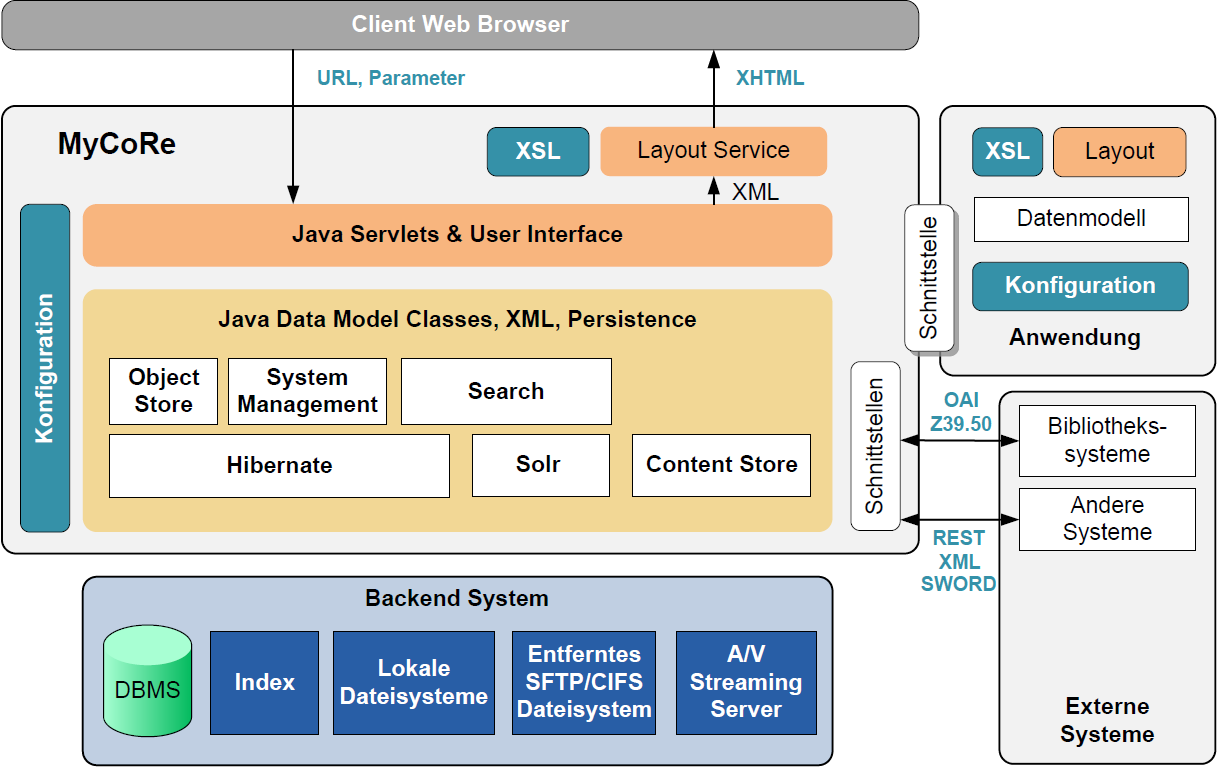 Client Web Browser
URL, Parameter
XHTML
MyCoRe
XSL
Layout Service
XML
Konfiguration
Java Servlets & User Interface
Java Data Model Classes, XML, Persistence
Object
Store
System
Management
Search
Hibernate
Solr
Content Store
Schnittstelle
Schnittstellen
XSL
Layout
Datenmodell
Konfiguration
Anwendung
OAI
Z39.50
REST
XML
SWORD
Bibliotheks-
systeme
Andere
Systeme
Externe
Systeme
Backend System
DBMS
Index
Lokale
Dateisysteme
Entferntes
SFTP/CIFS
Dateisystem
A/V
Streaming
Server